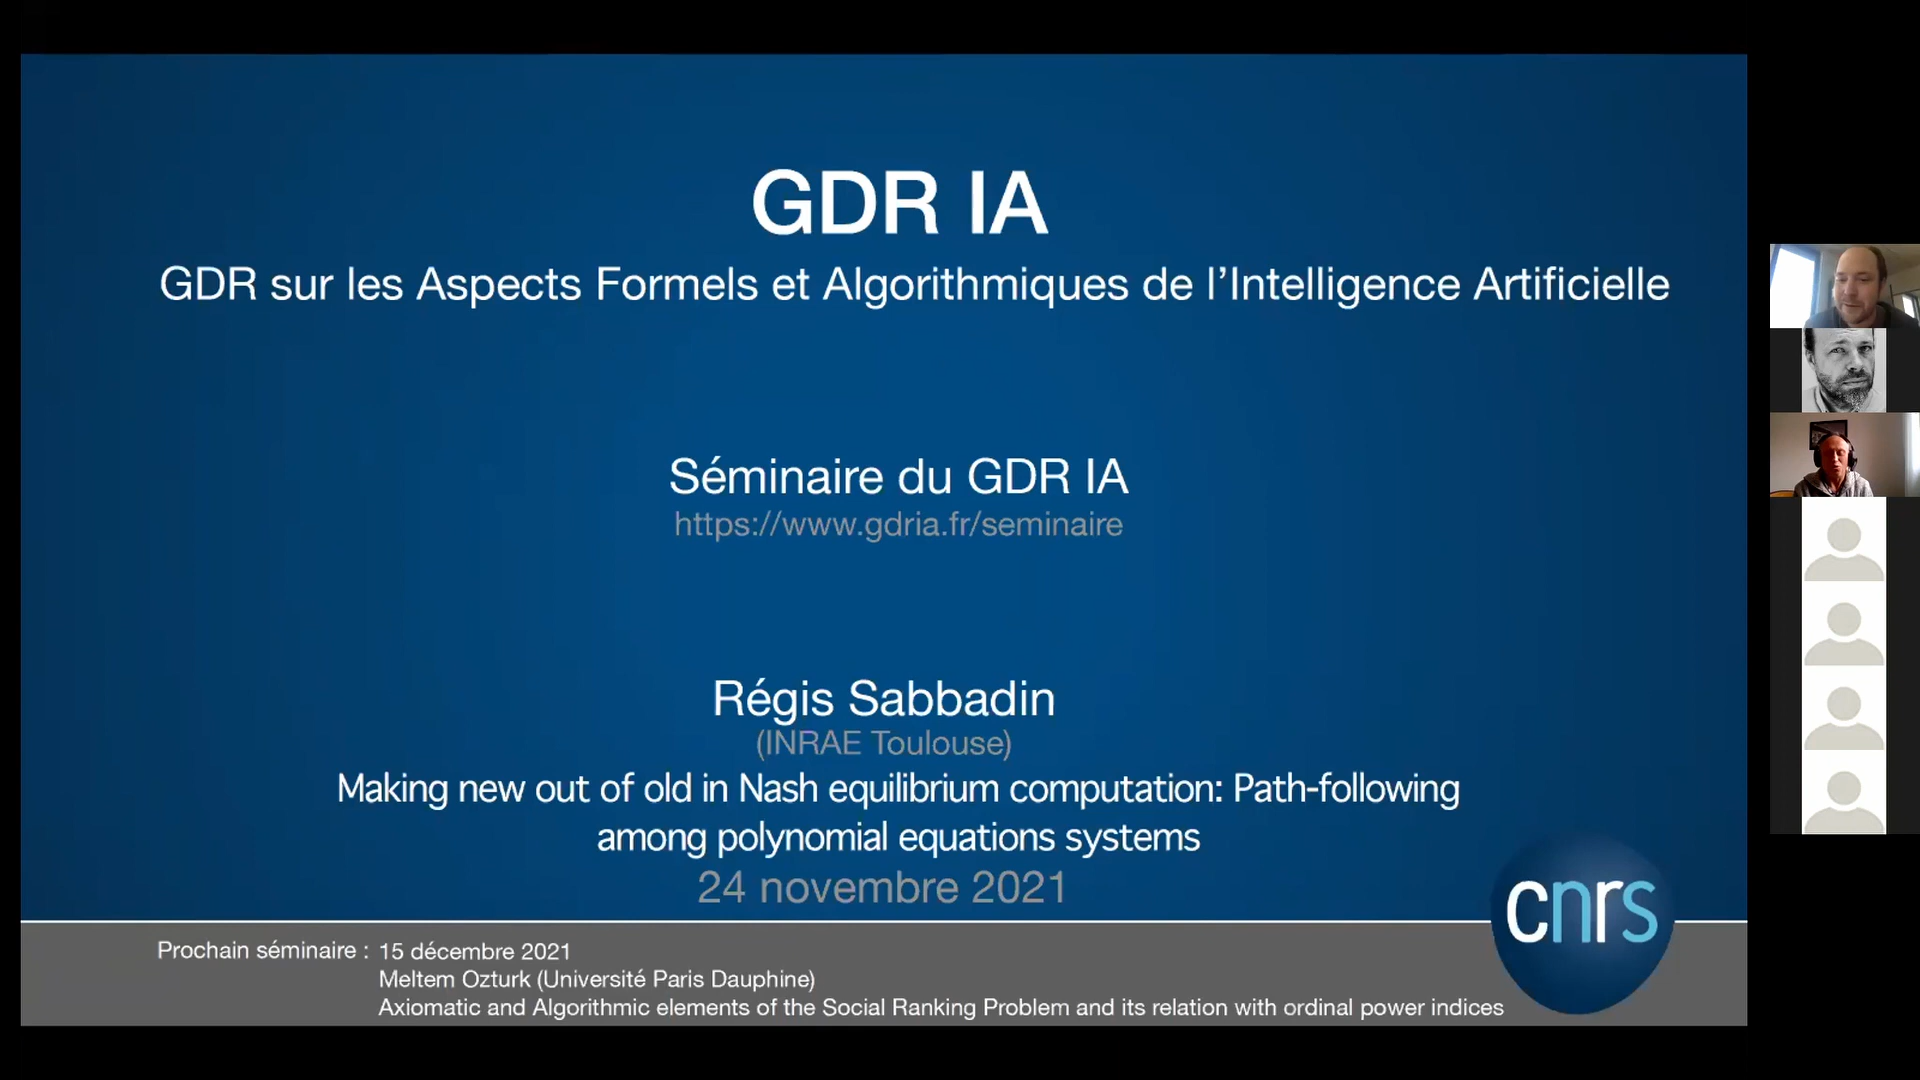 GDR IA
GDR sur les Aspects Formels et Algorithmiques de l’Intelligence Artificielle
Séminaire du GDR IA
https://www.gdria.fr/seminaire
Régis Sabbadin
(INRAE Toulouse)
Making new out of old in Nash equilibrium computation: Path-following
among polynomial equations systems
24 novembre 2021
cnrs
Prochain séminaire : 15 décembre 2021
Meltem Ozturk (Université Paris Dauphine)
Axiomatic and Algorithmic elements of the Social Ranking Problem and its relation with ordinal power indices